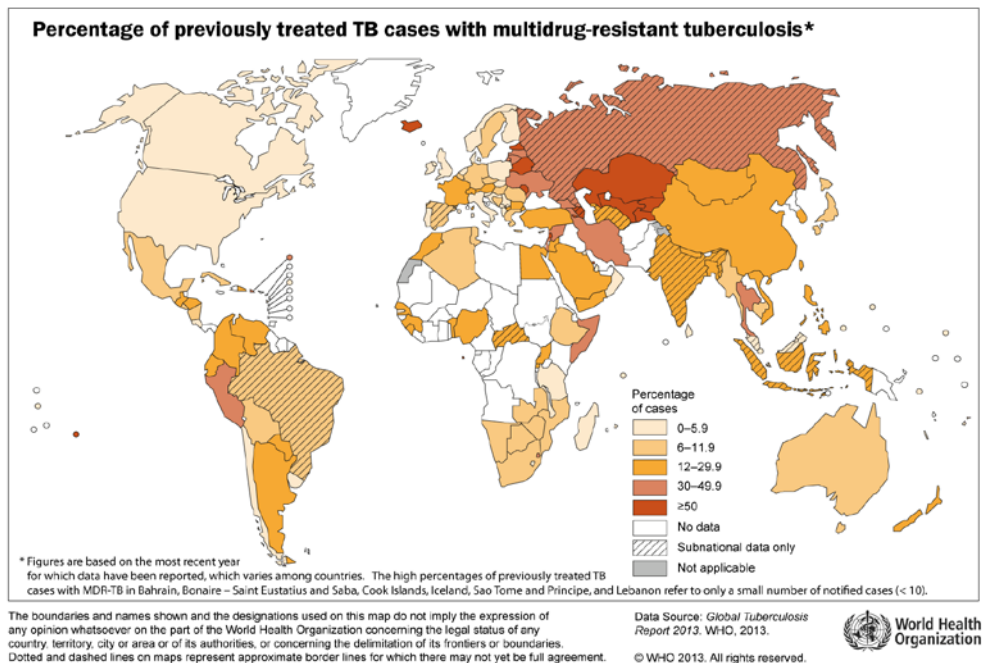 Percentage of previously treated TB cases with multidrug-resistant tuberculosis*
Percentage
of cases
0–5.9
6–11.9
12–29.9
30–49.9
≥50
No data
Subnational data only
Not applicable
* Figures are based on the most recent year
for which data have been reported, which varies among countries. The high percentages of previously treated TB
cases with MDR-TB in Bahrain, Bonaire – Saint Eustatius and Saba, Cook Islands, Iceland, Sao Tome and Principe, and Lebanon refer to only a small number of notified cases (< 10).
The boundaries and names shown and the designations used on this map do not imply the expression of
any opinion whatsoever on the part of the World Health Organization concerning the legal status of any
country, territory, city or area or of its authorities, or concerning the delimitation of its frontiers or boundaries.
Dotted and dashed lines on maps represent approximate border lines for which there may not yet be full agreement.
Data Source: Global Tuberculosis
Report 2013. WHO, 2013.
© WHO 2013. All rights reserved.
World Health
Organization